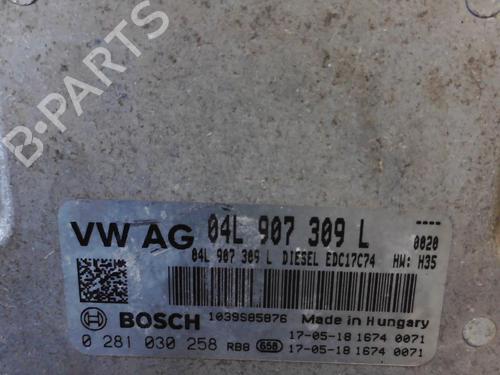 B-PARTS
VW AG 04L 907 309 L
04L 907 309 L DIESEL EDC17C74
0020
HW: H35
BOSCH
1039S85876 Made in Hungary
0 281 030 258 RB8 658
17-05-18 1674 0071
17-05-18 1674 0071